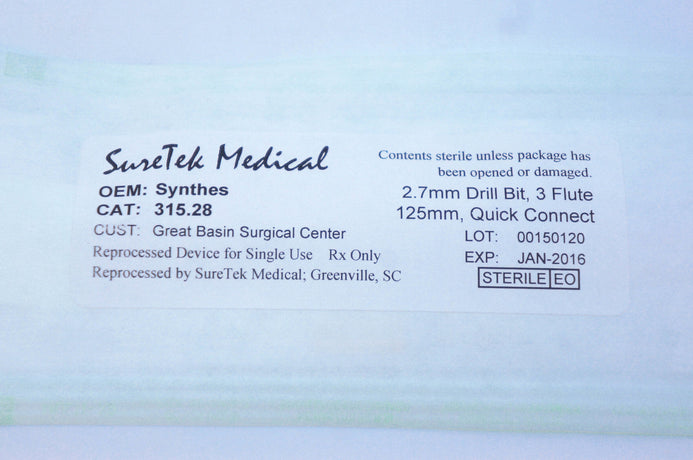 SureTek Medical
OEM: Synthes
CAT: 315.28
CUST: Great Basin Surgical Center
Reprocessed Device for Single Use Rx Only
Reprocessed by SureTek Medical; Greenville, SC
Contents sterile unless package has
been opened or damaged.
2.7mm Drill Bit, 3 Flute
125mm, Quick Connect
LOT: 00150120
EXP: JAN-2016
STERILE EO